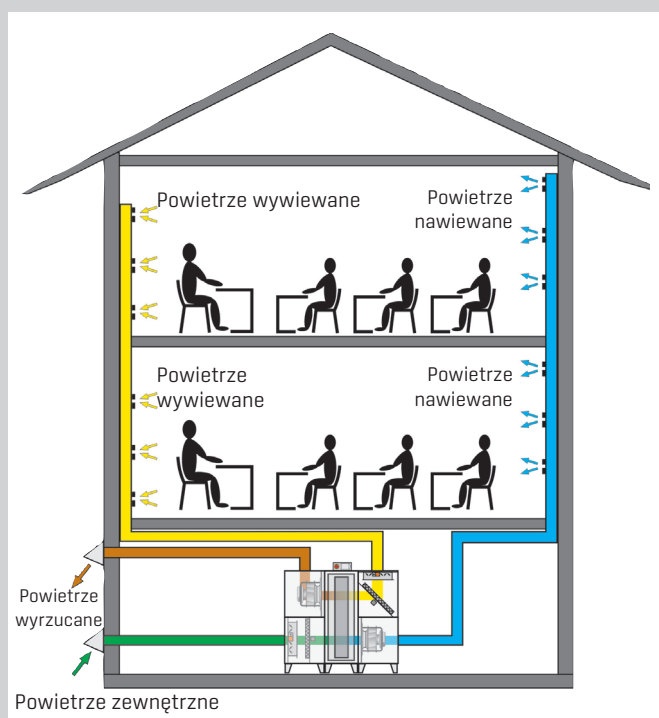 Powietrze wywiewane
Powietrze
nawiewane
Powietrze
wywiewane
Powietrze
nawiewane
Powietrze
wyrzucane
Powietrze zewnętrzne